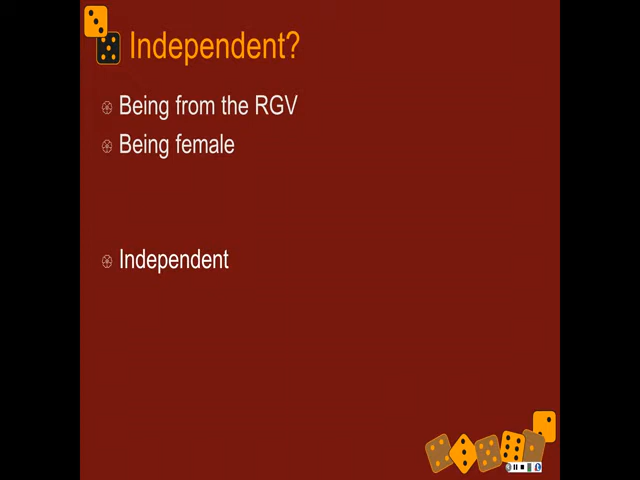 Independent?
Being from the RGV
Being female
Independent